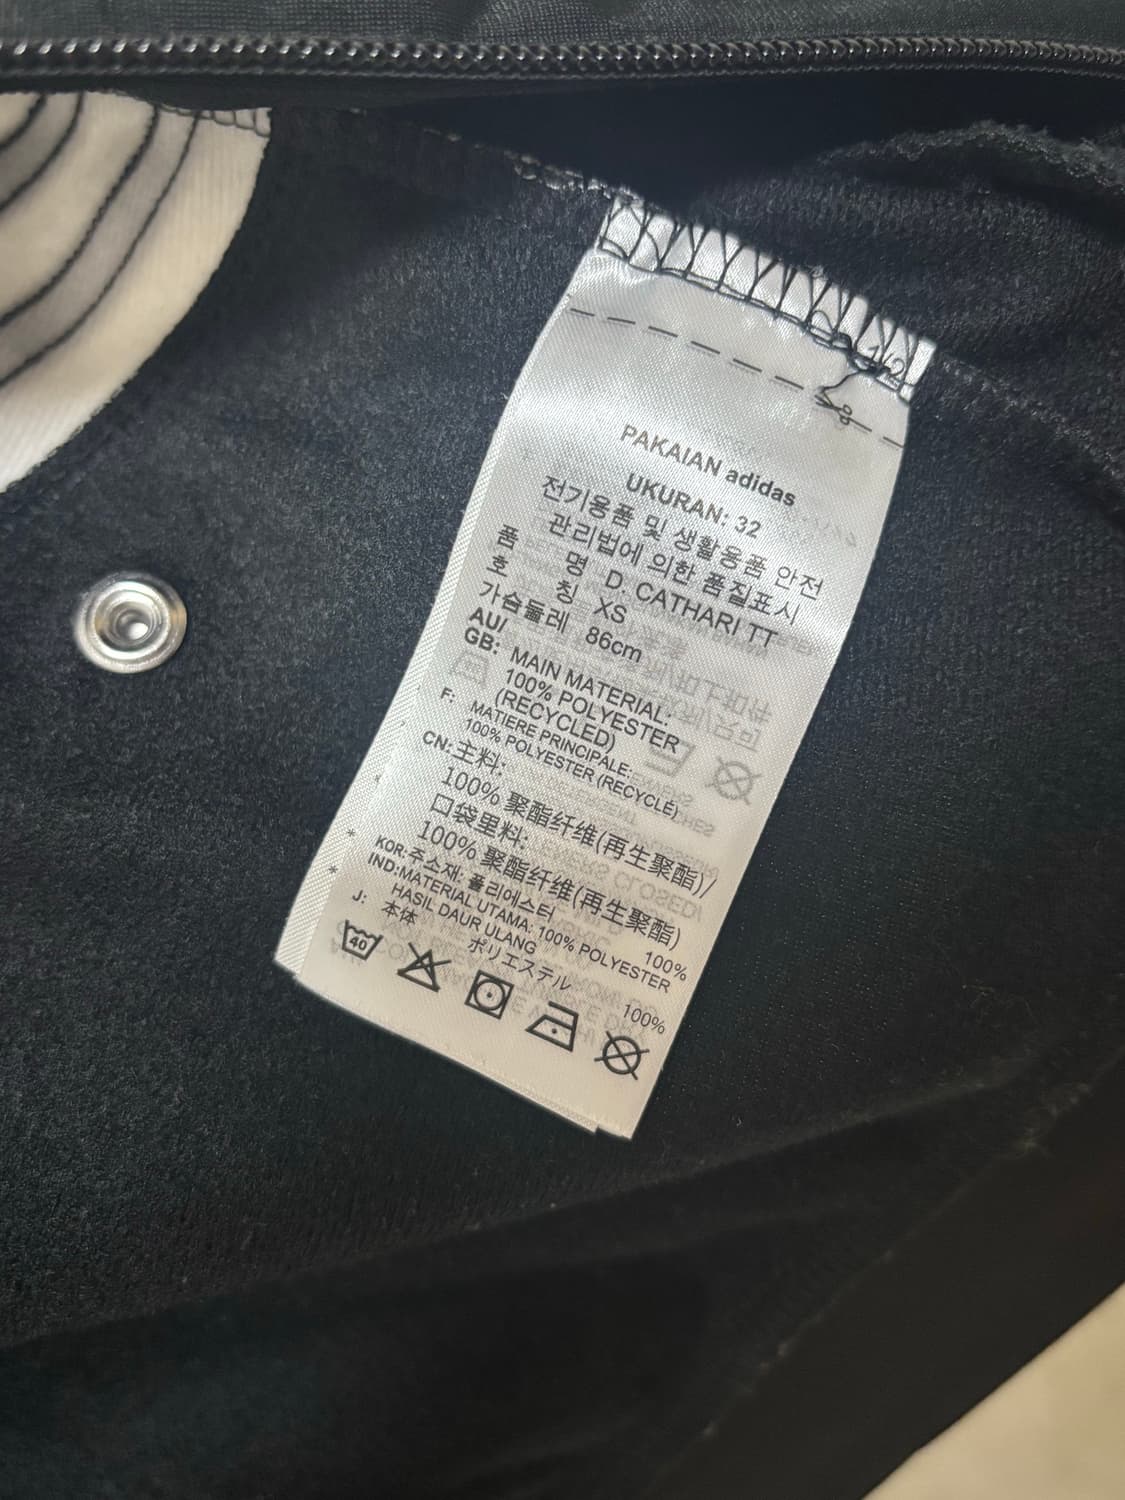 1/2
PAKAIAN adidas
UKURAN: 32
전기용품 및 생활용품 안전
관리법에 의한 품질표시
품 명 D. CATHARI TT
호 칭 XS
가슴둘레 86cm
AU/
GB: MAIN MATERIAL:
100% POLYESTER
(RECYCLED)
F: MATIERE PRINCIPALE:
100% POLYESTER (RECYCLÉ)
CN: 主料:
100% 聚酯纤维(再生聚酯)/
口袋里料:
100% 聚酯纤维(再生聚酯)
KOR: 주소재: 폴리에스터 100%
IND: MATERIAL UTAMA: 100% POLYESTER
HASIL DAUR ULANG
J: 本体
ポリエステル 100%
40